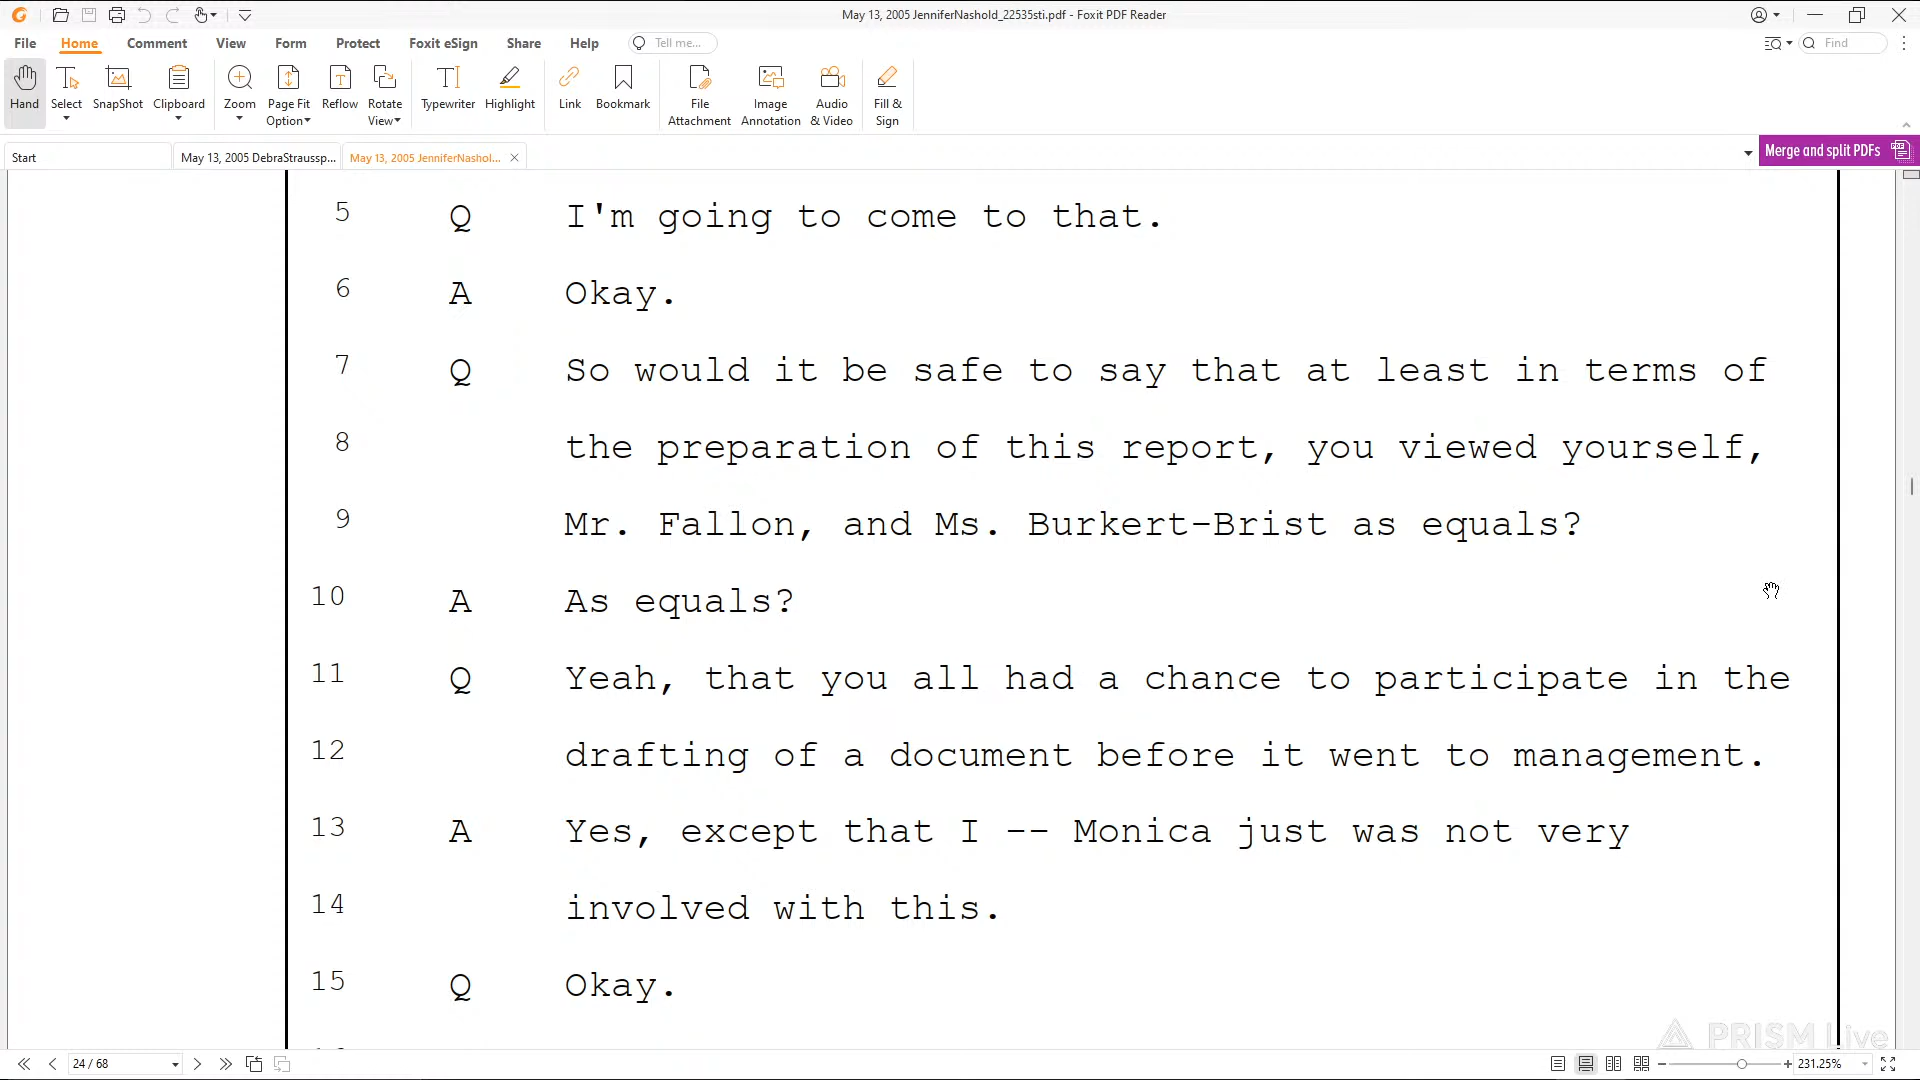 May 13, 2005 JenniferNashold_22535sti.pdf - Foxit PDF Reader
File Home Comment View Form Protect Foxit eSign Share Help Tell me... Find
Hand Select SnapShot Clipboard Zoom Page Fit Option Reflow Rotate View Typewriter Highlight Link Bookmark File Attachment Image Annotation Audio & Video Fill & Sign
Start May 13, 2005 DebraStraussp... May 13, 2005 JenniferNashol... Merge and split PDFs
5 Q I'm going to come to that.
6 A Okay.
7 Q So would it be safe to say that at least in terms of
8 the preparation of this report, you viewed yourself,
9 Mr. Fallon, and Ms. Burkert-Brist as equals?
10 A As equals?
11 Q Yeah, that you all had a chance to participate in the
12 drafting of a document before it went to management.
13 A Yes, except that I -- Monica just was not very
14 involved with this.
15 Q Okay.
PRISM Live
24 / 68 231.25%